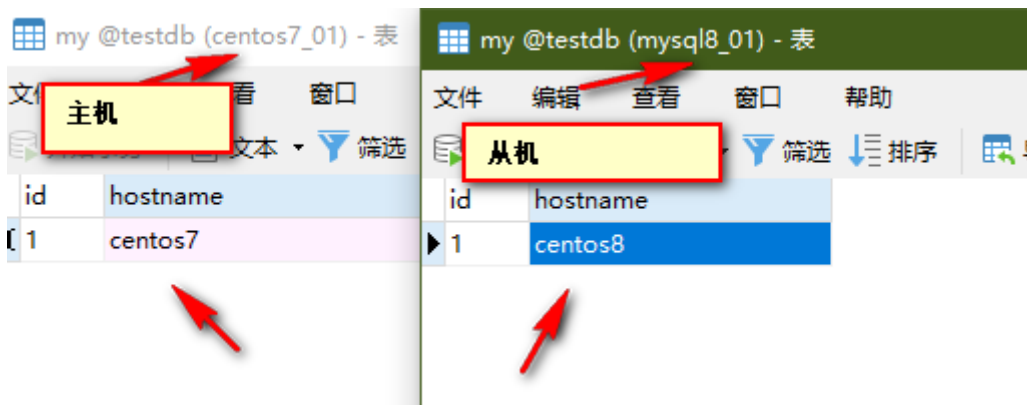 my @testdb (centos7_01) - 表
my @testdb (mysql8_01) - 表
主机
看 窗口
文本 筛选
id hostname
1 centos7
文件 编辑 查看 窗口 帮助
从机
筛选 排序
id hostname
1 centos8